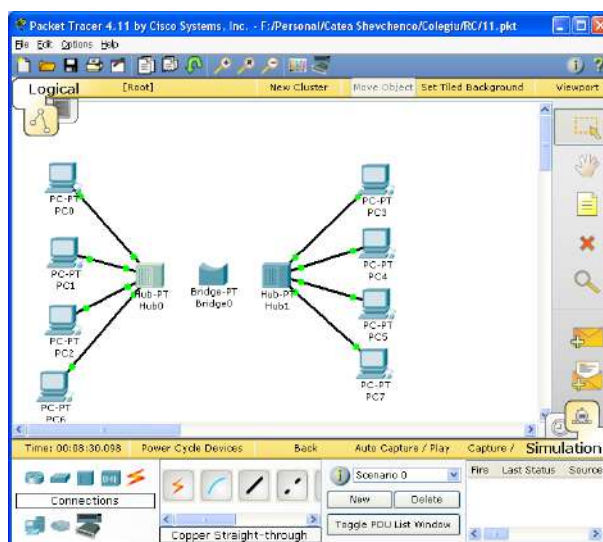 Packet Tracer 4.11 by Cisco Systems, Inc. - F:/Personal/Catea Shevchenco/Colegiu/RC/11.pkt
File Edit Options Help
Logical [Root] New Cluster Move Object Set Tiled Background Viewport
PC-PT
PC0
PC-PT
PC1
PC-PT
PC2
PC-PT
PC6
Hub-PT
Hub0
Bridge-PT
Bridge0
Hub-PT
Hub1
PC-PT
PC3
PC-PT
PC4
PC-PT
PC5
PC-PT
PC7
Time: 00:08:30.098 Power Cycle Devices Back Auto Capture / Play Capture / Simulation
Connections
Copper Straight-through
Scenario 0
New Delete
Toggle PDU List Window
Fire Last Status Source